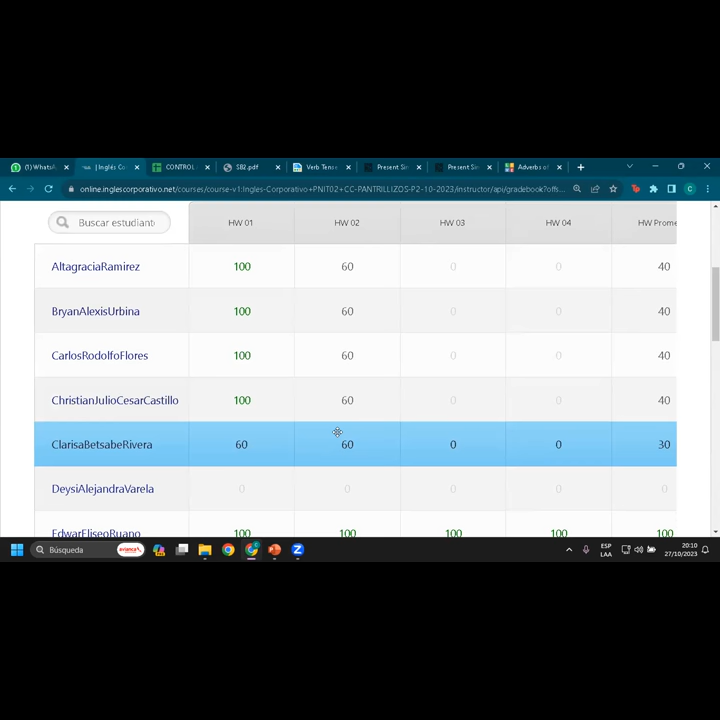 (1) WhatsA
| Inglés Co
CONTROL
SB2.pdf
Verb Tense
Present Sir
Present Sir
Adverbs of
online.inglescorporativo.net/courses/course-v1:Ingles-Corporativo+PNIT02+CC-PANTRILLIZOS-P2-10-2023/instructor/api/gradebook?offs...
C
Buscar estudiant
HW 01 HW 02 HW 03 HW 04 HW Prome
AltagraciaRamirez 100 60 0 0 40
BryanAlexisUrbina 100 60 0 0 40
CarlosRodolfoFlores 100 60 0 0 40
ChristianJulioCesarCastillo 100 60 0 0 40
ClarisaBetsabeRivera 60 60 0 0 30
DeysiAlejandraVarela 0 0 0 0 0
EdwarEliseoRuano 100 100 100 100 100
Búsqueda
avianca
ESP
LAA
20:10
27/10/2023